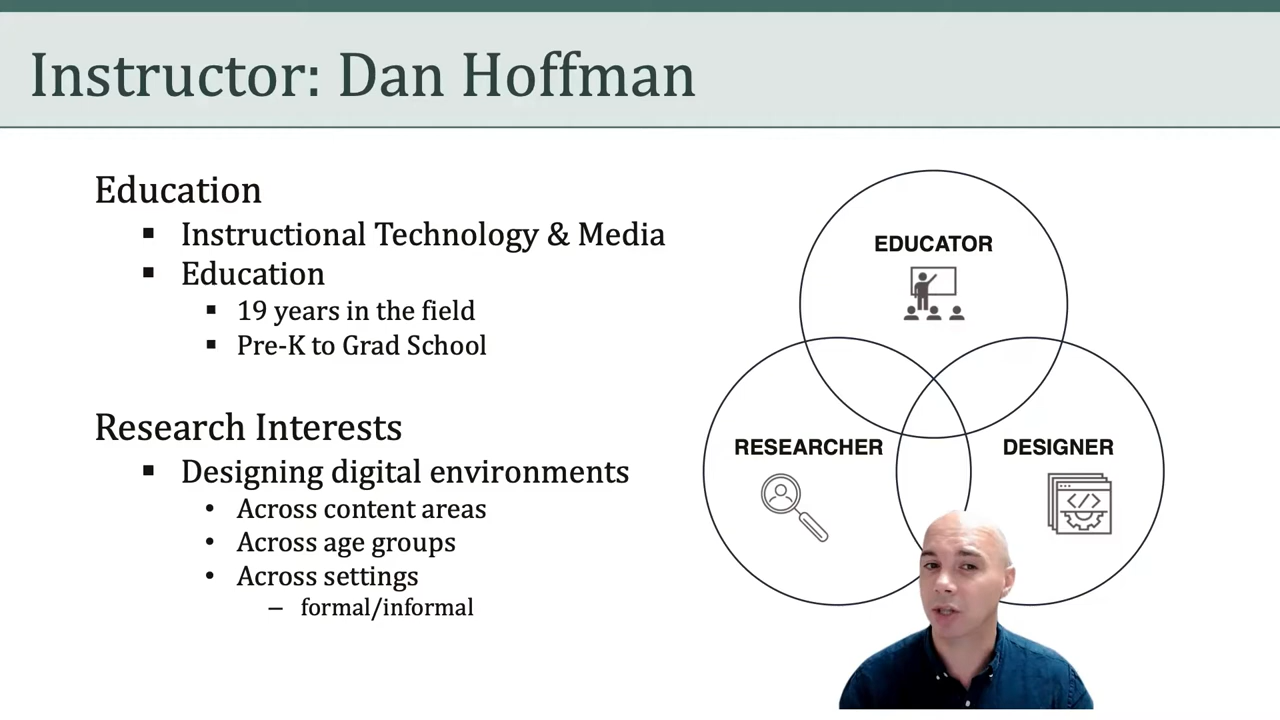 Instructor: Dan Hoffman
Education
▪ Instructional Technology & Media
▪ Education
▪ 19 years in the field
▪ Pre-K to Grad School
Research Interests
▪ Designing digital environments
• Across content areas
• Across age groups
• Across settings
– formal/informal
EDUCATOR
RESEARCHER
DESIGNER